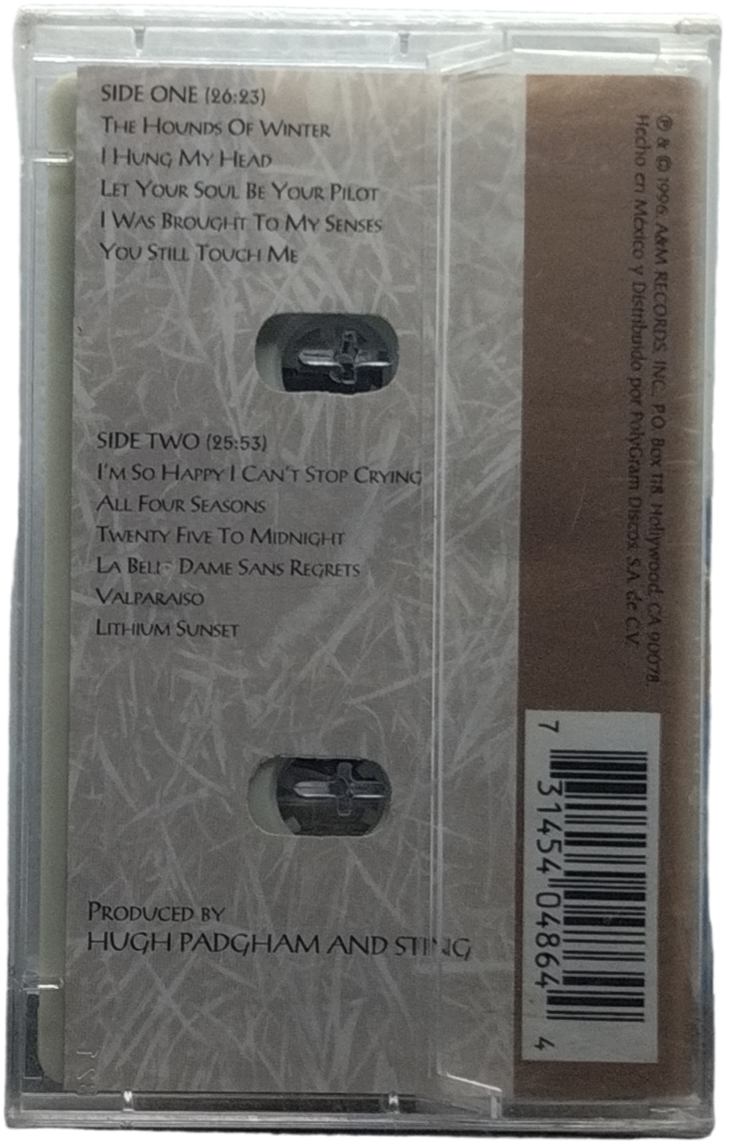 SIDE ONE (26:23)
THE HOUNDS OF WINTER
I HUNG MY HEAD
LET YOUR SOUL BE YOUR PILOT
I WAS BROUGHT TO MY SENSES
YOU STILL TOUCH ME
SIDE TWO (25:53)
I'M SO HAPPY I CAN'T STOP CRYING
ALL FOUR SEASONS
TWENTY FIVE TO MIDNIGHT
LA BELLE DAME SANS REGRETS
VALPARAISO
LITHIUM SUNSET
PRODUCED BY
HUGH PADGHAM AND STING
℗ & © 1996, A&M RECORDS, INC., P.O. Box 118, Hollywood, CA 90078.
Hecho en México y Distribuido por PolyGram Discos, S.A. de C.V.
7 31454 04864 4